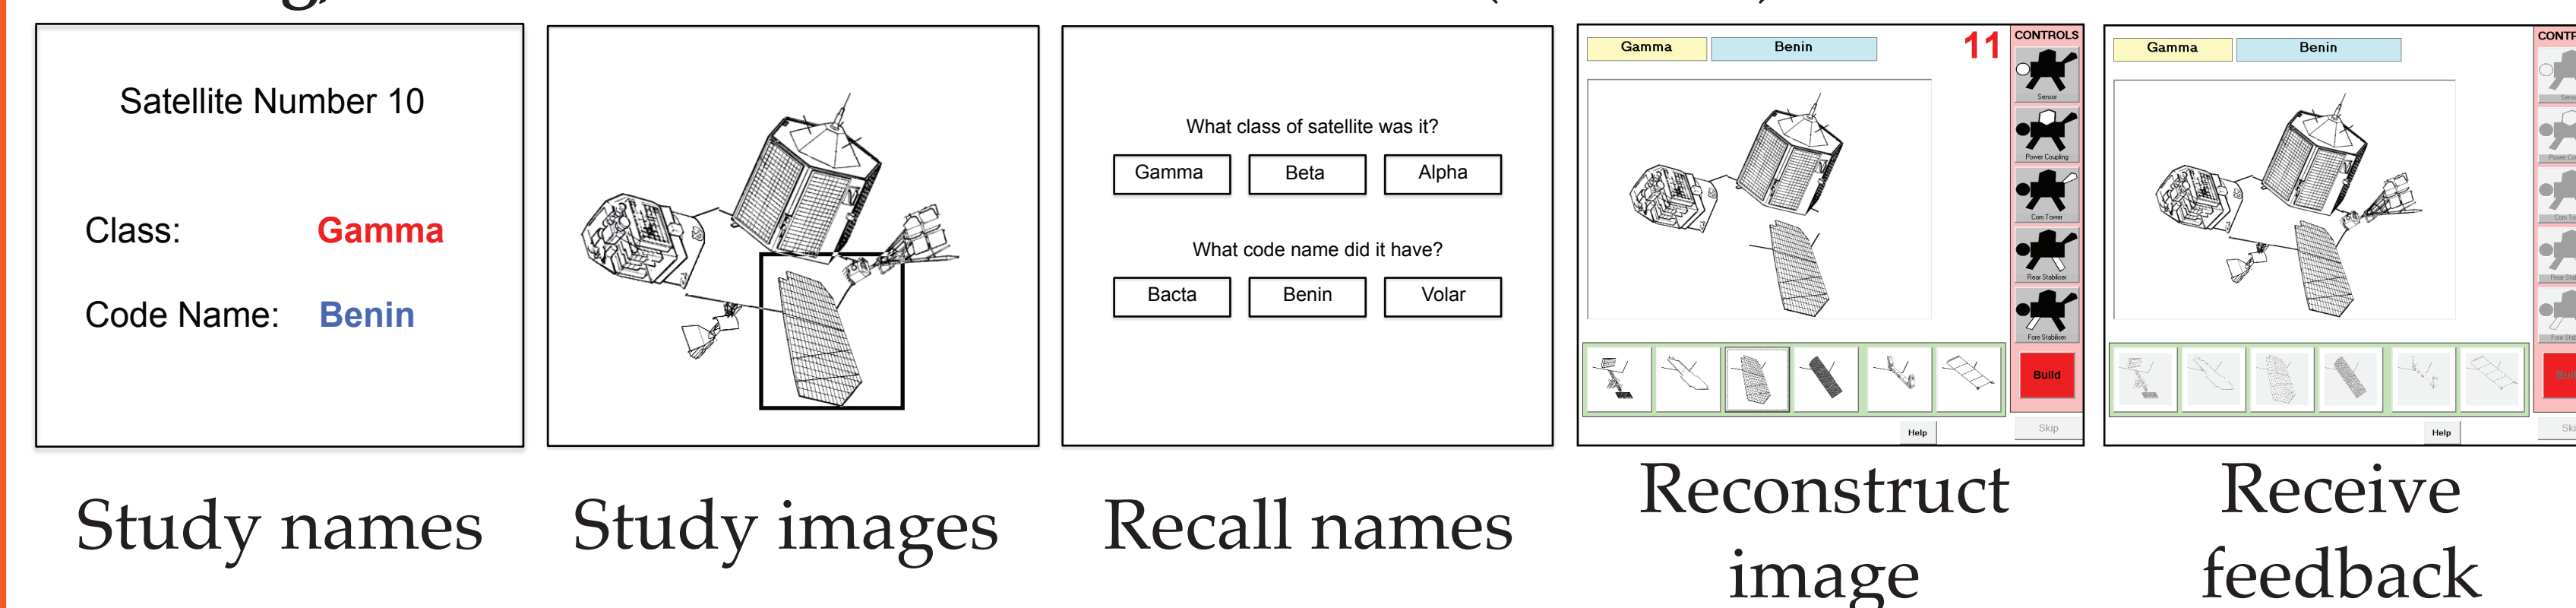 Satellite Number 10
Class: Gamma
Code Name: Benin
Study names
Study images
What class of satellite was it?
Gamma Beta Alpha
What code name did it have?
Bacta Benin Volar
Recall names
Gamma Benin 11
CONTROLS
Sensor
Power Coupling
Com Tower
Rear Stabiliser
Fore Stabiliser
Build
Help
Skip
Reconstruct
image
Gamma Benin
Help
Receive
feedback